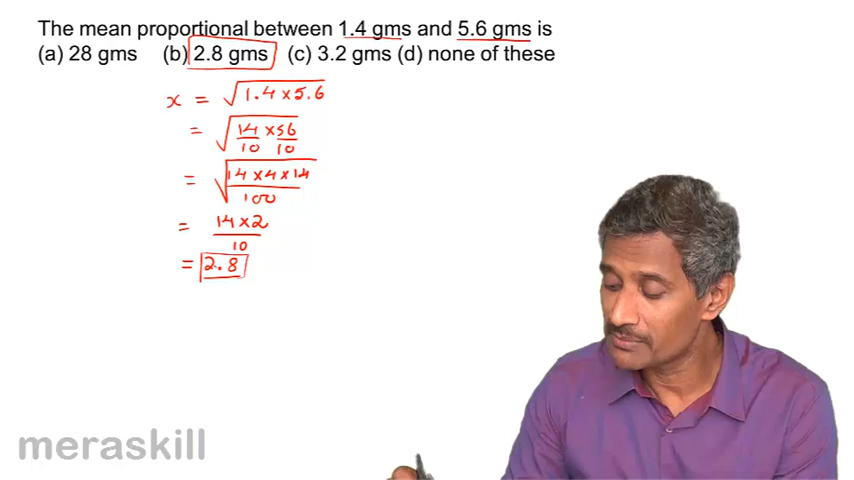 The mean proportional between 1.4 gms and 5.6 gms is
(a) 28 gms (b) 2.8 gms (c) 3.2 gms (d) none of these
x = √1.4 × 5.6
= √14/10 × 56/10
= √14 × 4 × 14/100
= 14 × 2/10
= 2.8
meraskill